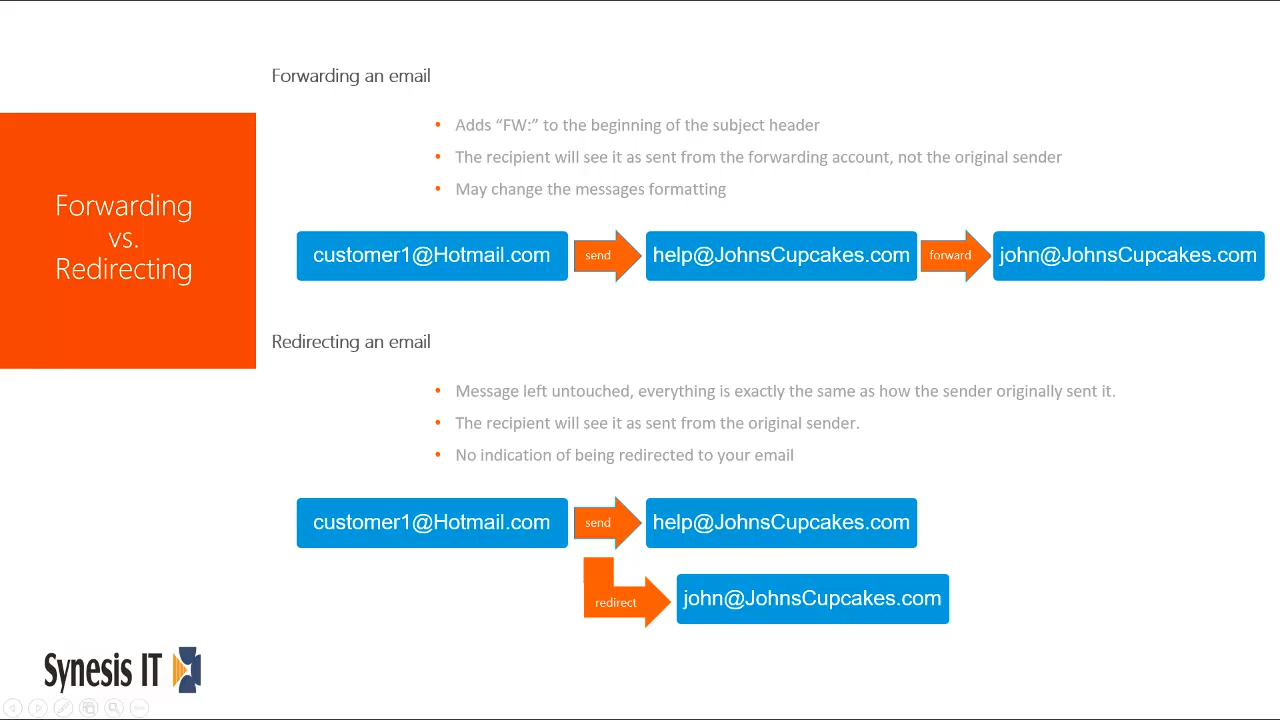 Forwarding
vs.
Redirecting
Forwarding an email
• Adds “FW:” to the beginning of the subject header
• The recipient will see it as sent from the forwarding account, not the original sender
• May change the messages formatting
customer1@Hotmail.com
send
help@JohnsCupcakes.com
forward
john@JohnsCupcakes.com
Redirecting an email
• Message left untouched, everything is exactly the same as how the sender originally sent it.
• The recipient will see it as sent from the original sender.
• No indication of being redirected to your email
customer1@Hotmail.com
send
help@JohnsCupcakes.com
redirect
john@JohnsCupcakes.com
Synesis IT